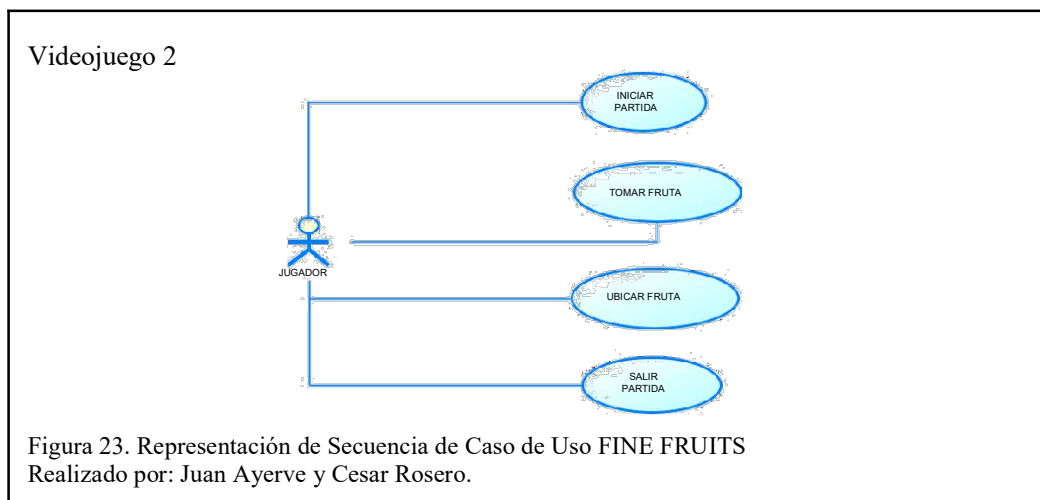 Videojuego 2
INICIAR
PARTIDA
TOMAR FRUTA
JUGADOR
UBICAR FRUTA
SALIR
PARTIDA
Figura 23. Representación de Secuencia de Caso de Uso FINE FRUITS
Realizado por: Juan Ayerve y Cesar Rosero.